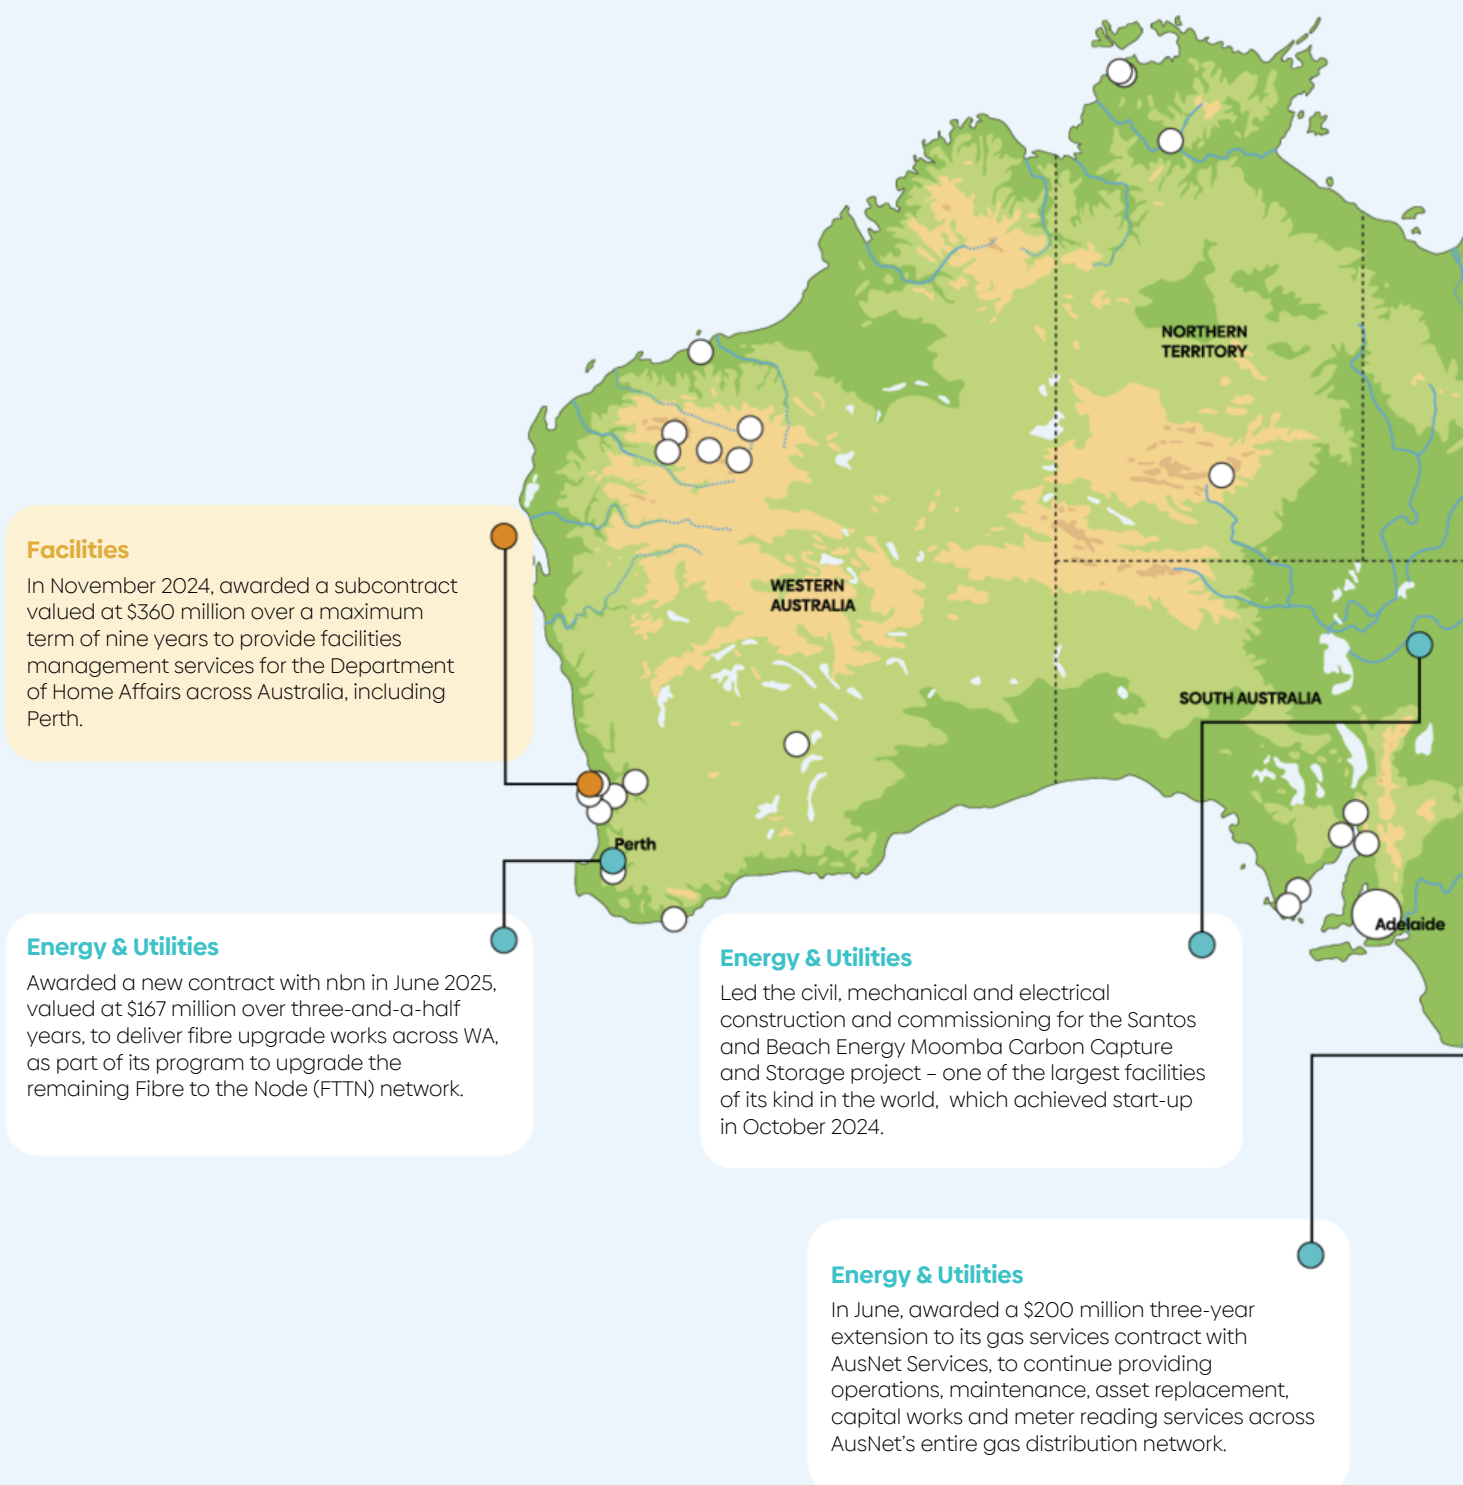 NORTHERN
TERRITORY
WESTERN
AUSTRALIA
SOUTH AUSTRALIA
Perth
Adelaide
Facilities
In November 2024, awarded a subcontract
valued at $360 million over a maximum
term of nine years to provide facilities
management services for the Department
of Home Affairs across Australia, including
Perth.
Energy & Utilities
Awarded a new contract with nbn in June 2025,
valued at $167 million over three-and-a-half
years, to deliver fibre upgrade works across WA,
as part of its program to upgrade the
remaining Fibre to the Node (FTTN) network.
Energy & Utilities
Led the civil, mechanical and electrical
construction and commissioning for the Santos
and Beach Energy Moomba Carbon Capture
and Storage project – one of the largest facilities
of its kind in the world, which achieved start-up
in October 2024.
Energy & Utilities
In June, awarded a $200 million three-year
extension to its gas services contract with
AusNet Services, to continue providing
operations, maintenance, asset replacement,
capital works and meter reading services across
AusNet’s entire gas distribution network.